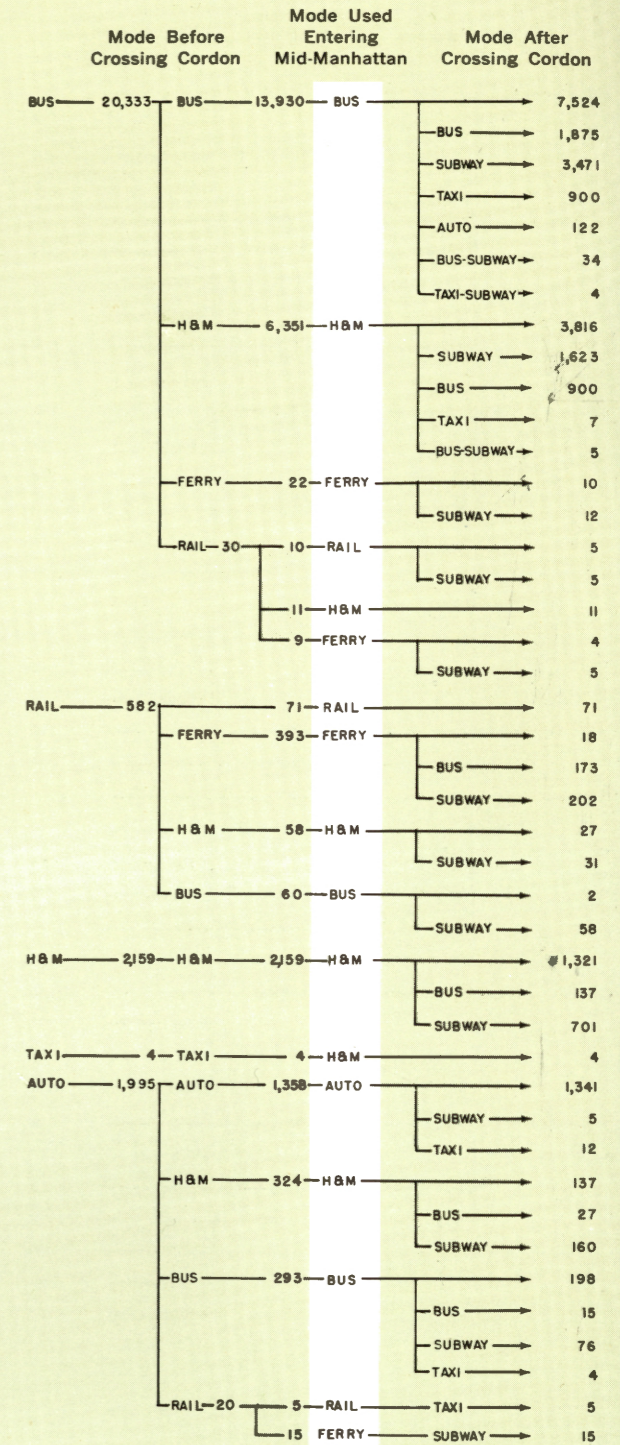 Mode Before Crossing Cordon
Mode Used Entering Mid-Manhattan
Mode After Crossing Cordon
BUS 20,333 BUS 13,930 BUS 7,524
BUS 1,875
SUBWAY 3,471
TAXI 900
AUTO 122
BUS-SUBWAY 34
TAXI-SUBWAY 4
H&M 6,351 H&M 3,816
SUBWAY 1,623
BUS 900
TAXI 7
BUS-SUBWAY 5
FERRY 22 FERRY 10
SUBWAY 12
RAIL 30 10 RAIL 5
SUBWAY 5
11 H&M 11
9 FERRY 4
SUBWAY 5
RAIL 582 71 RAIL 71
FERRY 393 FERRY 18
BUS 173
SUBWAY 202
H&M 58 H&M 27
SUBWAY 31
BUS 60 BUS 2
SUBWAY 58
H&M 2,159 H&M 2,159 H&M 1,321
BUS 137
SUBWAY 701
TAXI 4 TAXI 4 H&M 4
AUTO 1,995 AUTO 1,358 AUTO 1,341
SUBWAY 5
TAXI 12
H&M 324 H&M 137
BUS 27
SUBWAY 160
BUS 293 BUS 198
BUS 15
SUBWAY 76
TAXI 4
RAIL 20 5 RAIL TAXI 5
15 FERRY SUBWAY 15